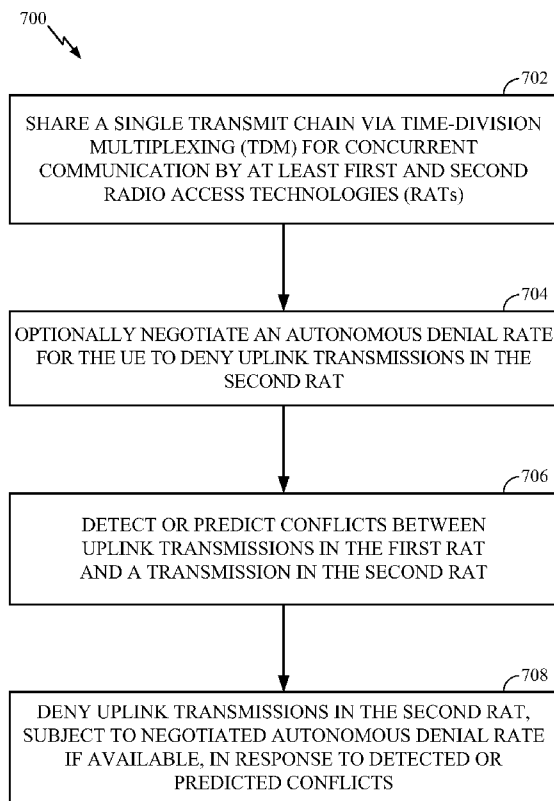 700
702
SHARE A SINGLE TRANSMIT CHAIN VIA TIME-DIVISION
MULTIPLEXING (TDM) FOR CONCURRENT
COMMUNICATION BY AT LEAST FIRST AND SECOND
RADIO ACCESS TECHNOLOGIES (RATs)
704
OPTIONALLY NEGOTIATE AN AUTONOMOUS DENIAL RATE
FOR THE UE TO DENY UPLINK TRANSMISSIONS IN THE
SECOND RAT
706
DETECT OR PREDICT CONFLICTS BETWEEN
UPLINK TRANSMISSIONS IN THE FIRST RAT
AND A TRANSMISSION IN THE SECOND RAT
708
DENY UPLINK TRANSMISSIONS IN THE SECOND RAT,
SUBJECT TO NEGOTIATED AUTONOMOUS DENIAL RATE
IF AVAILABLE, IN RESPONSE TO DETECTED OR
PREDICTED CONFLICTS